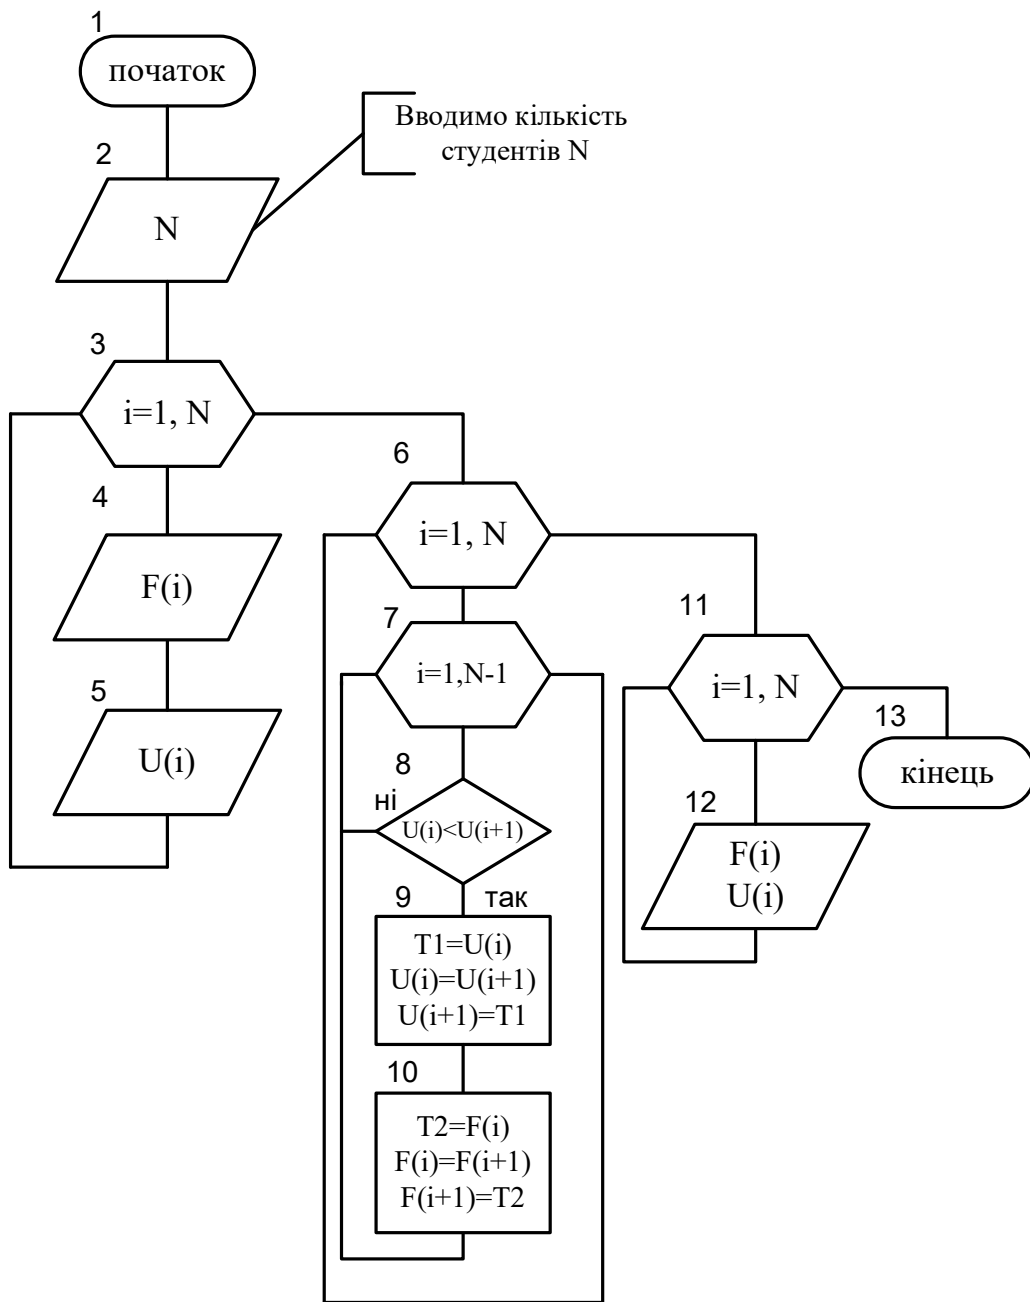 1
початок
Вводимо кількість
студентів N
2
N
3
i=1, N
4
F(i)
5
U(i)
6
i=1, N
7
i=1,N-1
8
ні
U(i)<U(i+1)
так
9
T1=U(i)
U(i)=U(i+1)
U(i+1)=T1
10
T2=F(i)
F(i)=F(i+1)
F(i+1)=T2
11
i=1, N
12
F(i)
U(i)
13
кінець